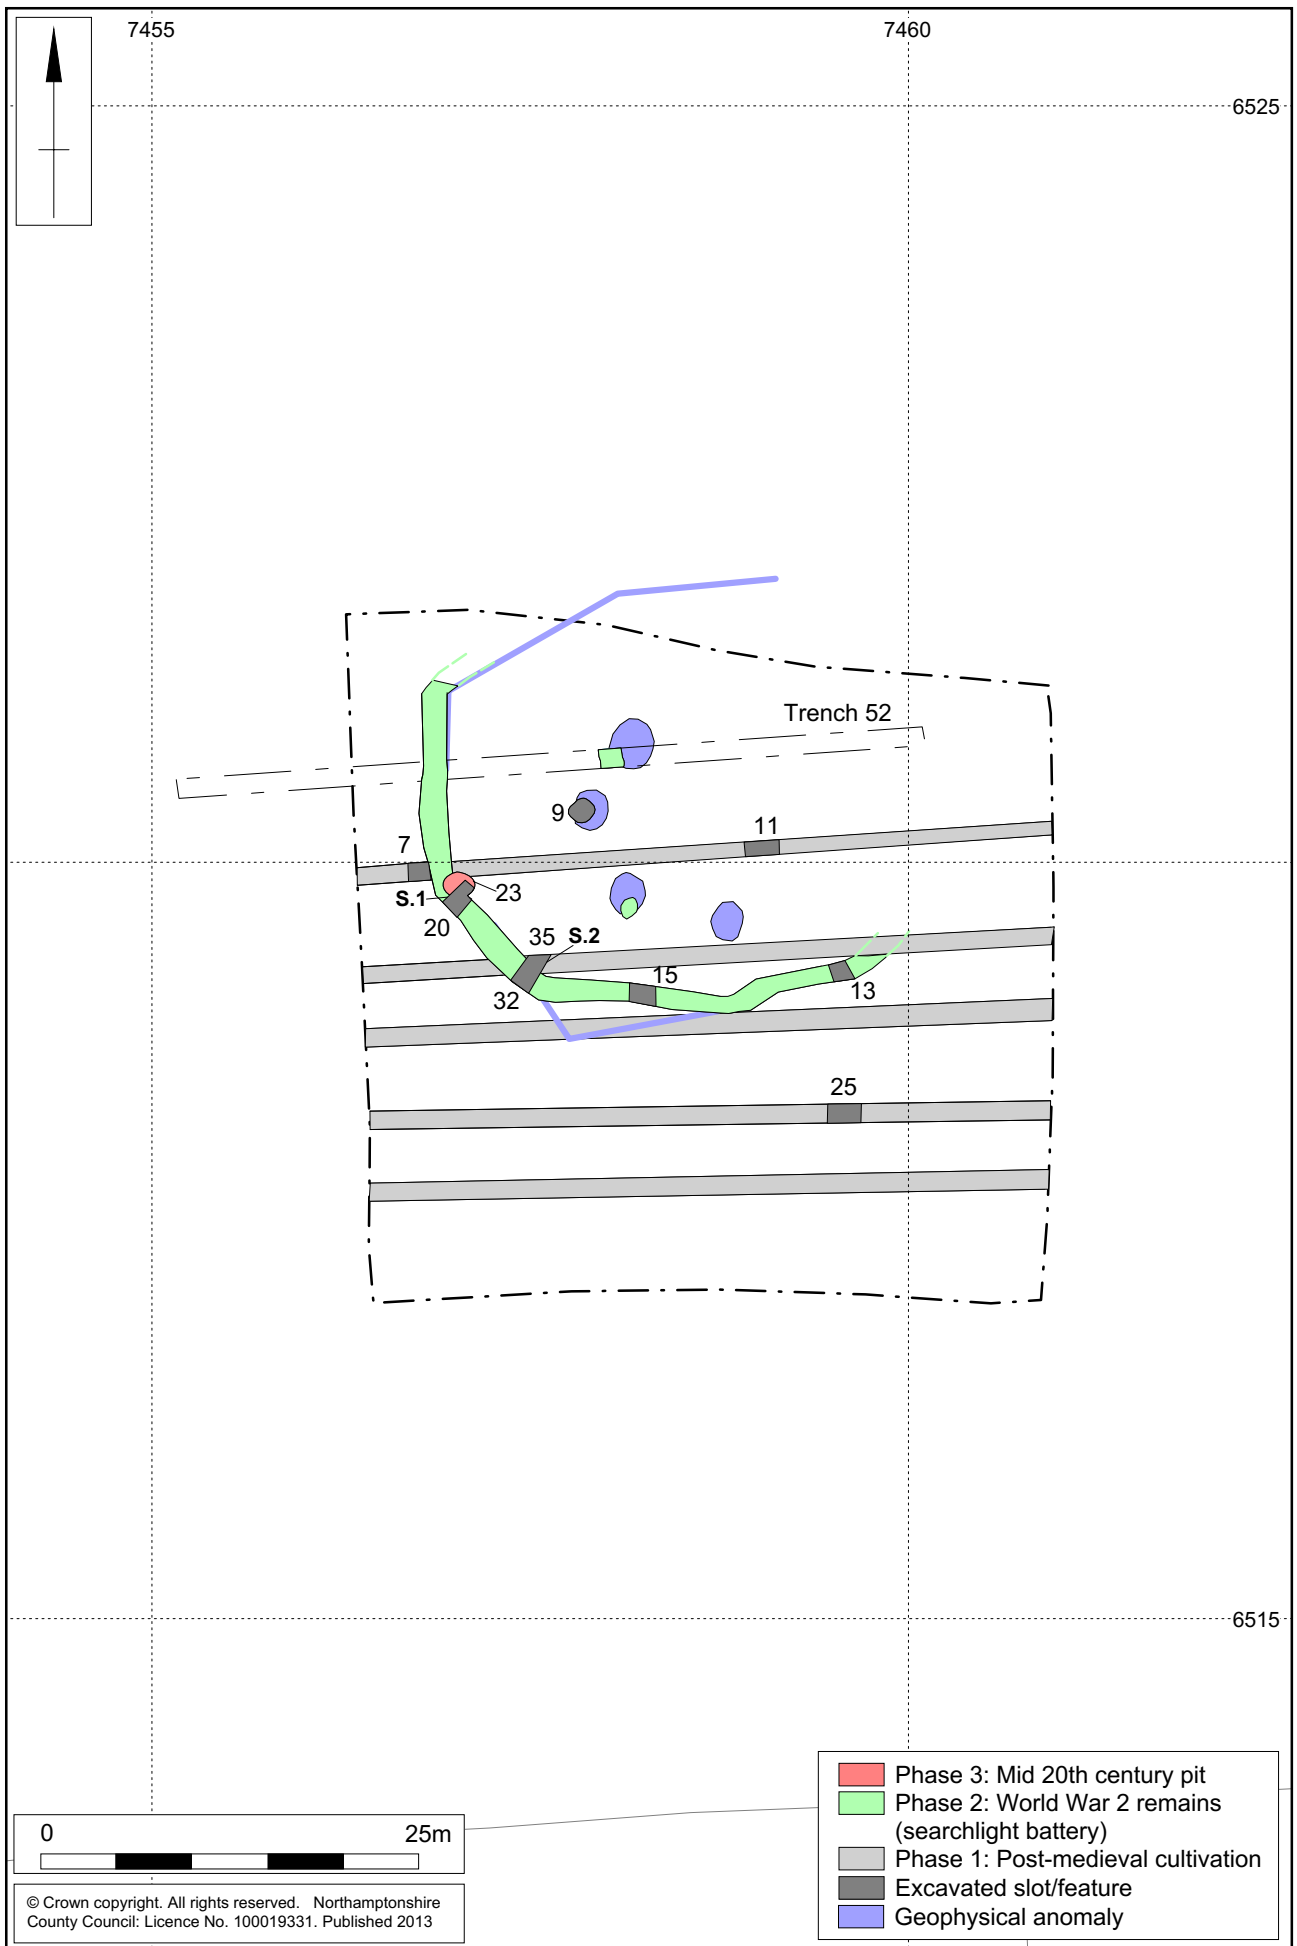 7455
7460
6525
Trench 52
9
11
7
23
S.1
20
35
S.2
15
32
13
25
6515
Phase 3: Mid 20th century pit
Phase 2: World War 2 remains
(searchlight battery)
Phase 1: Post-medieval cultivation
Excavated slot/feature
Geophysical anomaly
0
25m
© Crown copyright. All rights reserved. Northamptonshire
County Council: Licence No. 100019331. Published 2013